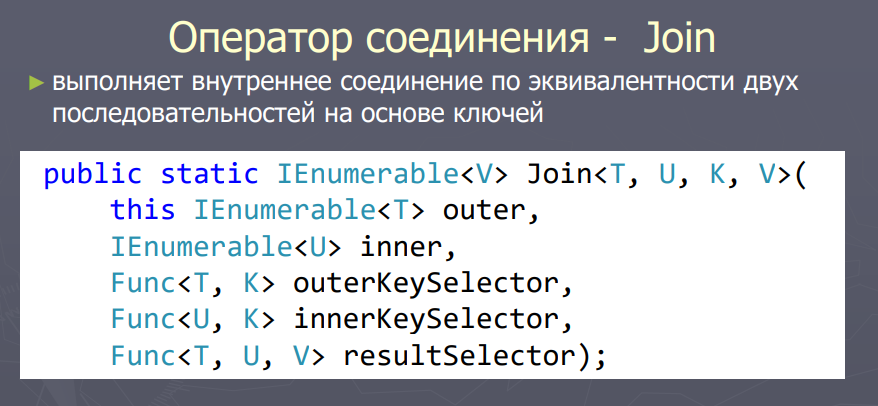 Оператор соединения - Join
выполняет внутреннее соединение по эквивалентности двух
последовательностей на основе ключей
public static IEnumerable<V> Join<T, U, K, V>(
this IEnumerable<T> outer,
IEnumerable<U> inner,
Func<T, K> outerKeySelector,
Func<U, K> innerKeySelector,
Func<T, U, V> resultSelector);